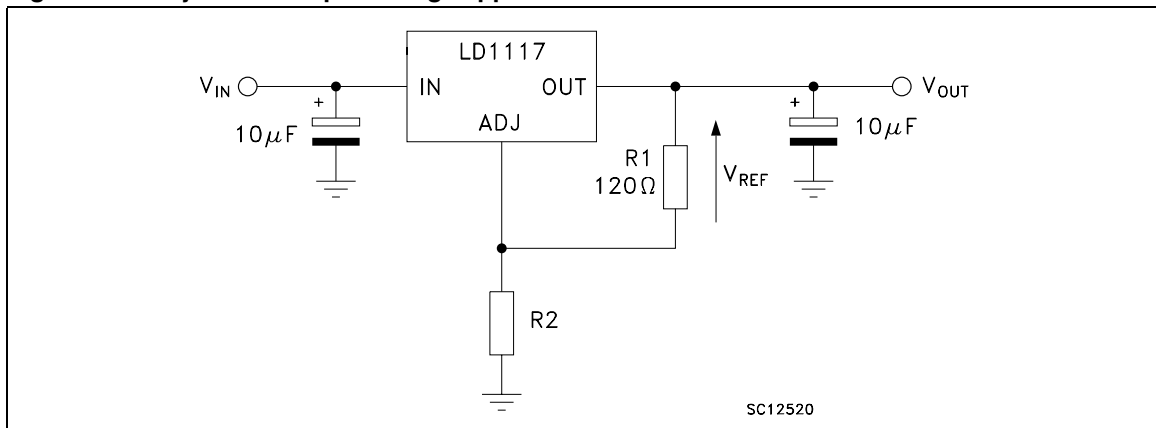 LD1117
V_IN
IN
OUT
V_OUT
ADJ
+
10μF
+
10μF
R1
120Ω
V_REF
R2
SC12520